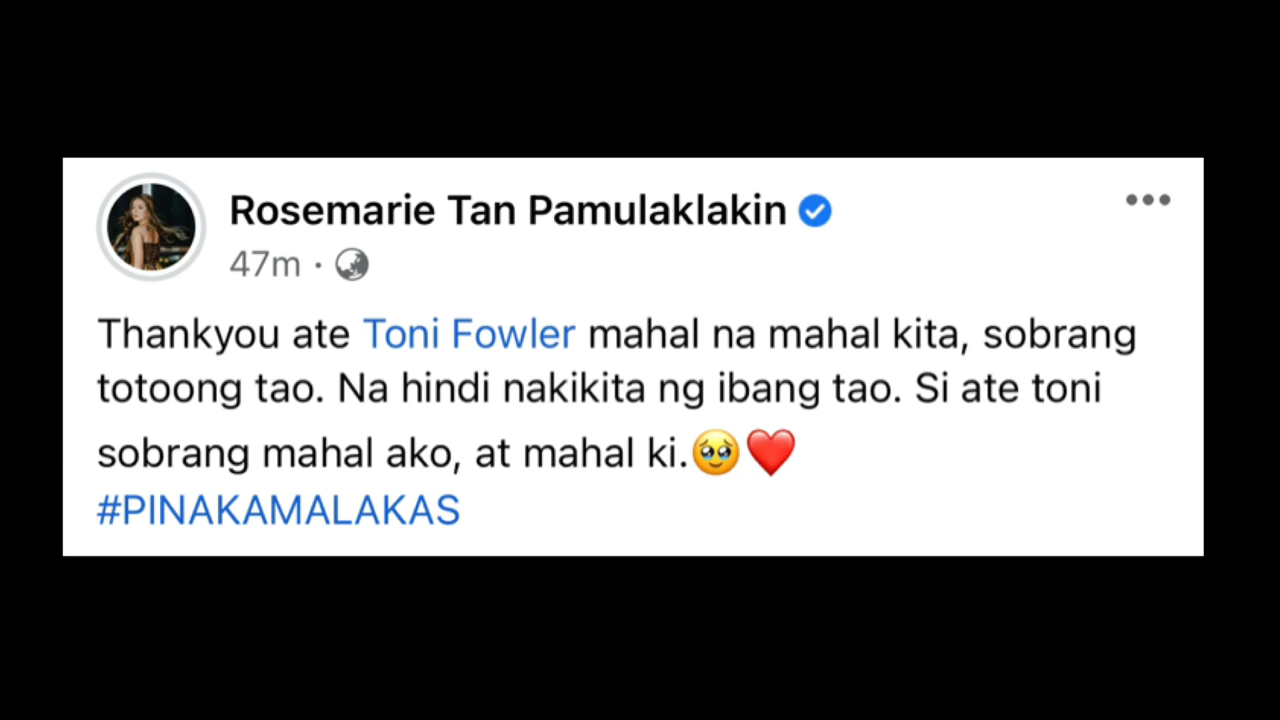 Rosemarie Tan Pamulaklakin
47m ·
Thankyou ate Toni Fowler mahal na mahal kita, sobrang
totoong tao. Na hindi nakikita ng ibang tao. Si ate toni
sobrang mahal ako, at mahal ki.🥹❤️
#PINAKAMALAKAS